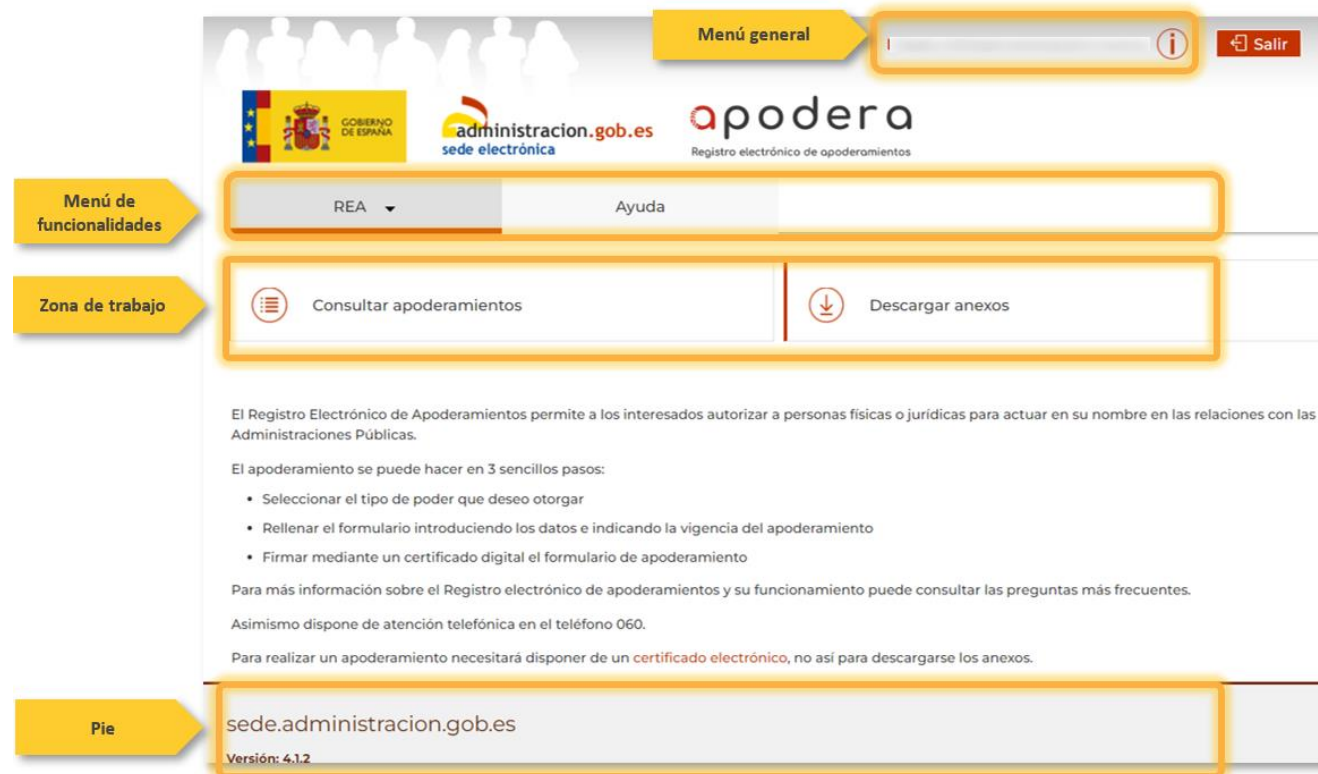 Menú general
Salir
GOBIERNO
DE ESPAÑA
administracion.gob.es
sede electrónica
apodera
Registro electrónico de apoderamientos
Menú de
funcionalidades
REA
Ayuda
Zona de trabajo
Consultar apoderamientos
Descargar anexos
El Registro Electrónico de Apoderamientos permite a los interesados autorizar a personas físicas o jurídicas para actuar en su nombre en las relaciones con las
Administraciones Públicas.
El apoderamiento se puede hacer en 3 sencillos pasos:
• Seleccionar el tipo de poder que deseo otorgar
• Rellenar el formulario introduciendo los datos e indicando la vigencia del apoderamiento
• Firmar mediante un certificado digital el formulario de apoderamiento
Para más información sobre el Registro electrónico de apoderamientos y su funcionamiento puede consultar las preguntas más frecuentes.
Asimismo dispone de atención telefónica en el teléfono 060.
Para realizar un apoderamiento necesitará disponer de un certificado electrónico, no así para descargarse los anexos.
Pie
sede.administracion.gob.es
Versión: 4.1.2